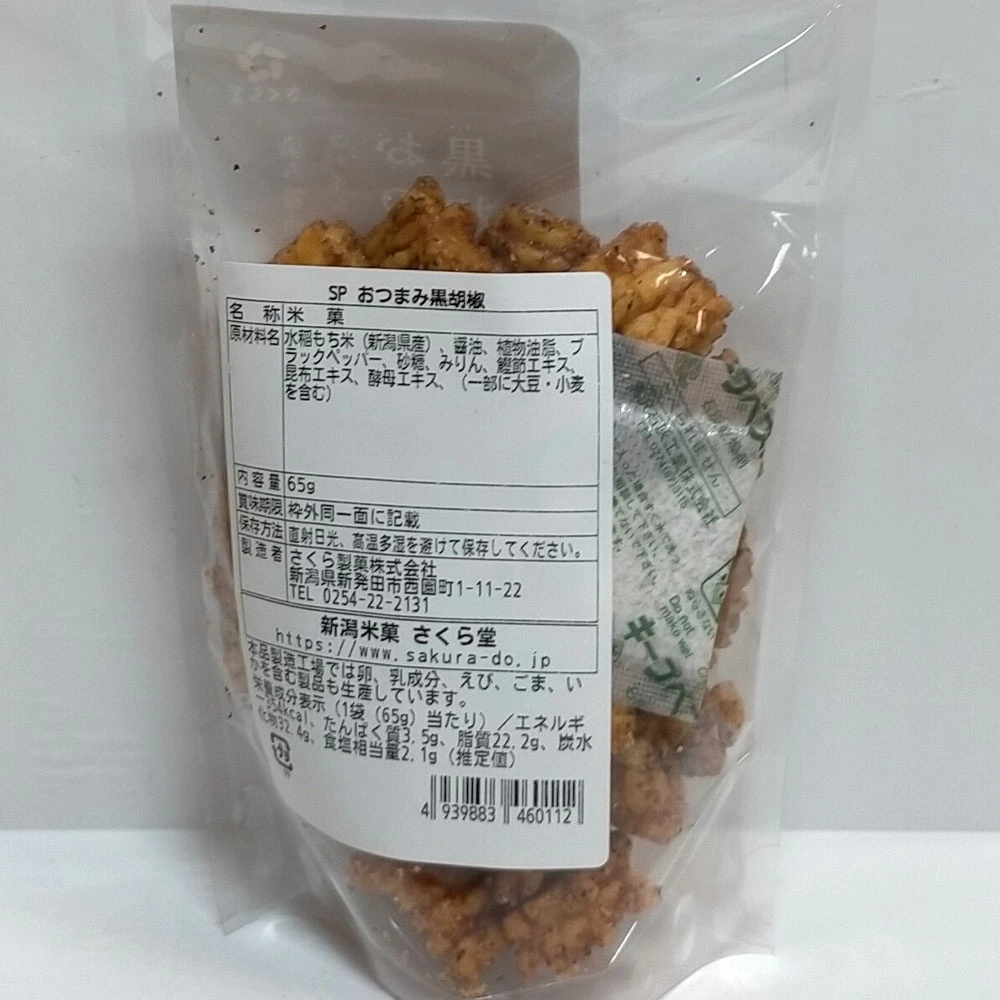 黒お
SP おつまみ黒胡椒
名 称 米 菓
原材料名 水稲もち米（新潟県産）、醤油、植物油脂、ブ
ラックペッパー、砂糖、みりん、鰹節エキス、
昆布エキス、酵母エキス、（一部に大豆・小麦
を含む）
内容量 65g
賞味期限 枠外同一面に記載
保存方法 直射日光、高温多湿を避けて保存してください。
製造者 さくら製菓株式会社
新潟県新発田市西園町1-11-22
TEL 0254-22-2131
新潟米菓 さくら堂
https://www.sakura-do.jp
本品製造工場では卵、乳成分、えび、ごま、い
かを含む製品も生産しています。
栄養成分表示（1袋（65g）当たり）／エネルギ
ー354kcal、たんぱく質3.5g、脂質22.2g、炭水
化物32.4g、食塩相当量2.1g（推定値）
4 939883 460112
Do not
make wet